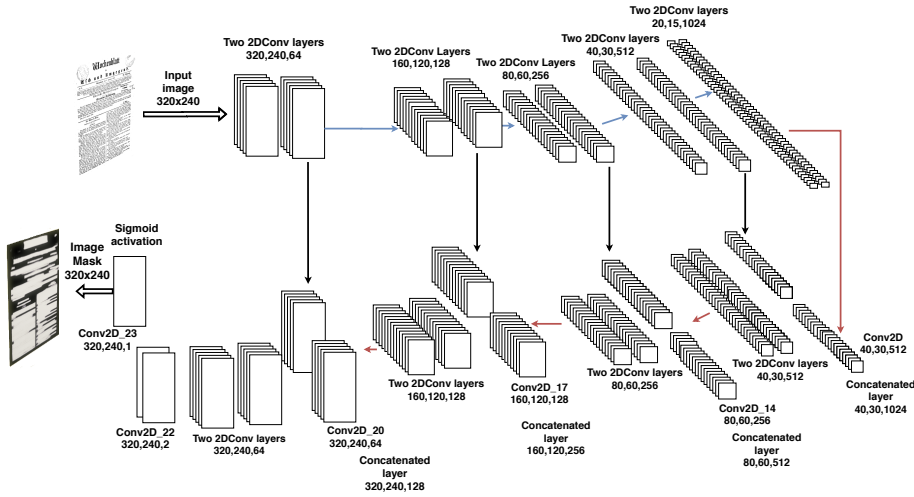 Two 2DConv layers
20,15,1024
Two 2DConv layers
320,240,64
Two 2DConv Layers
160,120,128
Two 2DConv Layers
80,60,256
Two 2DConv layers
40,30,512
Wochenblatt
Input
image
320x240
Image
Mask
320x240
Sigmoid
activation
Conv2D_23
320,240,1
Conv2D_22
320,240,2
Two 2DConv layers
320,240,64
Conv2D_20
320,240,64
Concatenated
layer
320,240,128
Two 2DConv layers
160,120,128
Conv2D_17
160,120,128
Concatenated
layer
160,120,256
Two 2DConv layers
80,60,256
Conv2D_14
80,60,256
Concatenated
layer
80,60,512
Two 2DConv layers
40,30,512
Conv2D
40,30,512
Concatenated
layer
40,30,1024